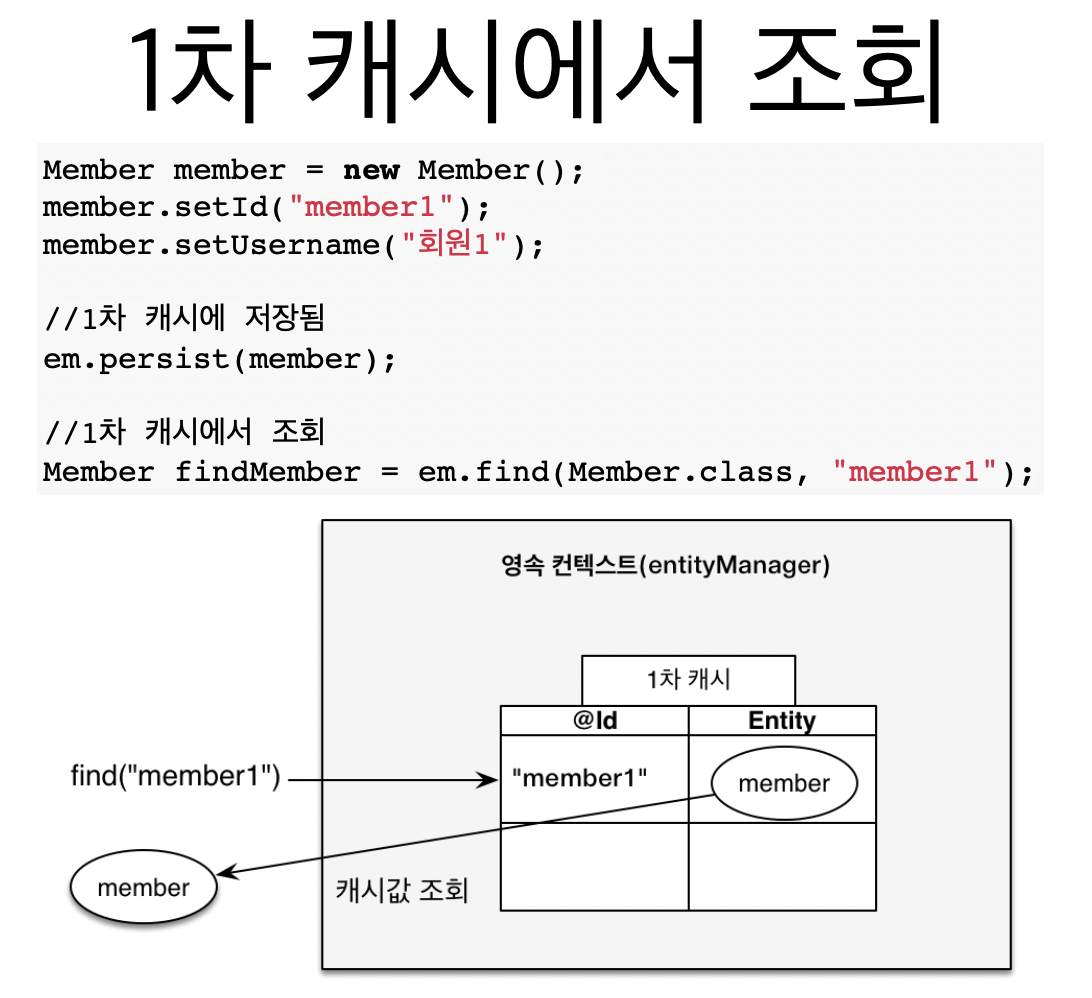 1차 캐시에서 조회
Member member = new Member();
member.setId("member1");
member.setUsername("회원1");
//1차 캐시에 저장됨
em.persist(member);
//1차 캐시에서 조회
Member findMember = em.find(Member.class, "member1");
영속 컨텍스트(entityManager)
1차 캐시
@Id Entity
find("member1") "member1" member
member
캐시값 조회